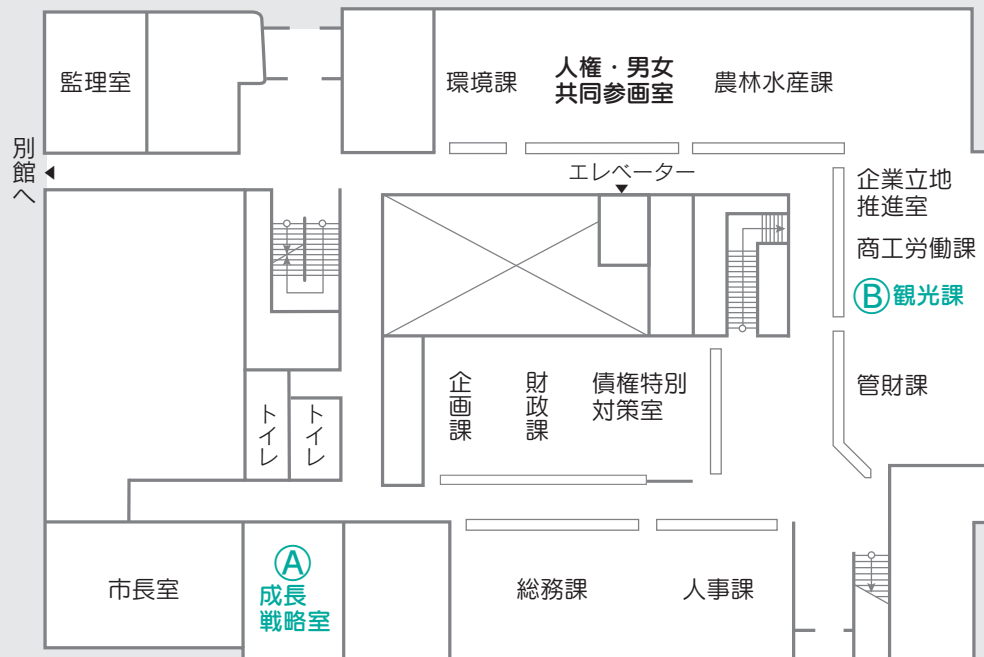 監理室
環境課
人権・男女
共同参画室
農林水産課
別館へ
エレベーター
企業立地
推進室
商工労働課
Ⓑ観光課
企画課
財政課
債権特別
対策室
管財課
トイレ
トイレ
市長室
Ⓐ
成長
戦略室
総務課
人事課